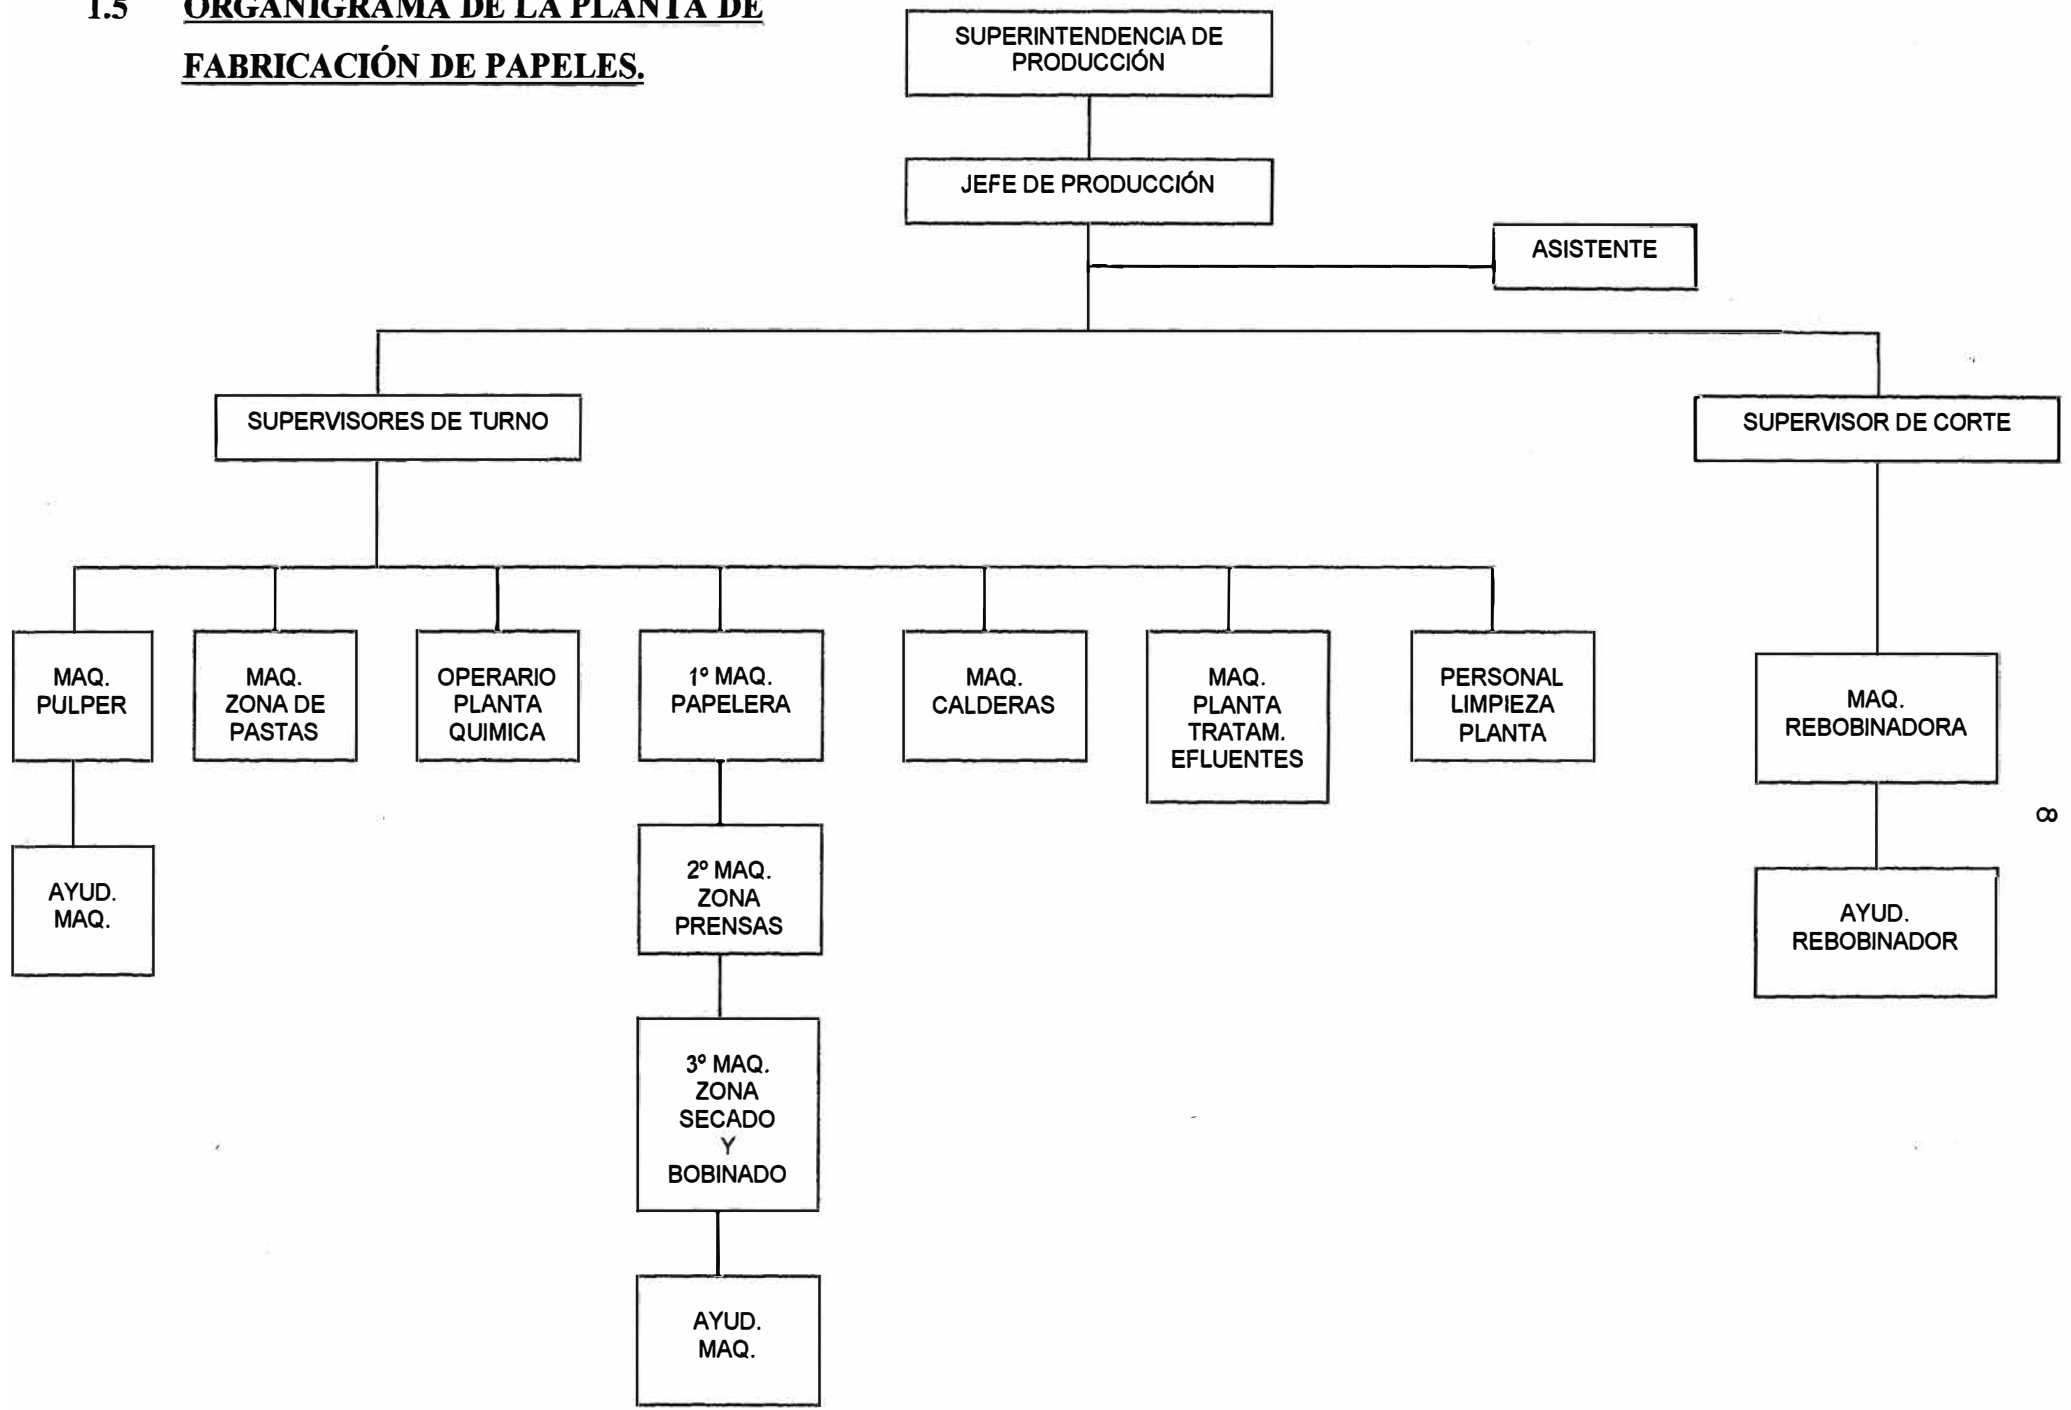 1.5 ORGANIGRAMA DE LA PLANTA DE
FABRICACIÓN DE PAPELES.
SUPERINTENDENCIA DE
PRODUCCIÓN
JEFE DE PRODUCCIÓN
ASISTENTE
SUPERVISORES DE TURNO
SUPERVISOR DE CORTE
MAQ.
PULPER
MAQ.
ZONA DE
PASTAS
OPERARIO
PLANTA
QUIMICA
1º MAQ.
PAPELERA
MAQ.
CALDERAS
MAQ.
PLANTA
TRATAM.
EFLUENTES
PERSONAL
LIMPIEZA
PLANTA
MAQ.
REBOBINADORA
AYUD.
MAQ.
2º MAQ.
ZONA
PRENSAS
AYUD.
REBOBINADOR
3º MAQ.
ZONA
SECADO
Y
BOBINADO
AYUD.
MAQ.
8